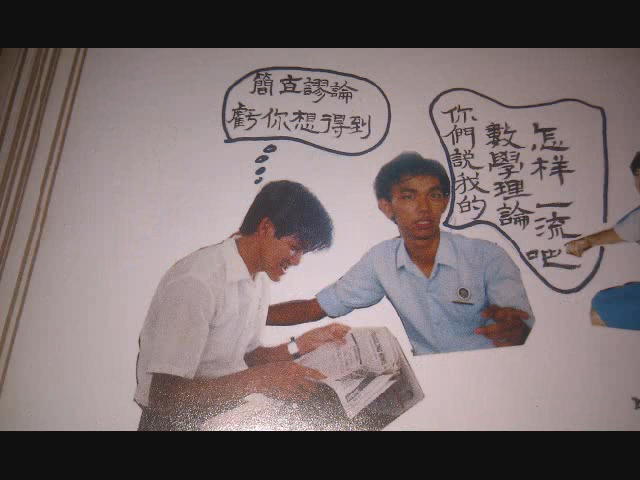 簡直謬論
虧你想得到
你們說我的
數學理論
怎样一流吧